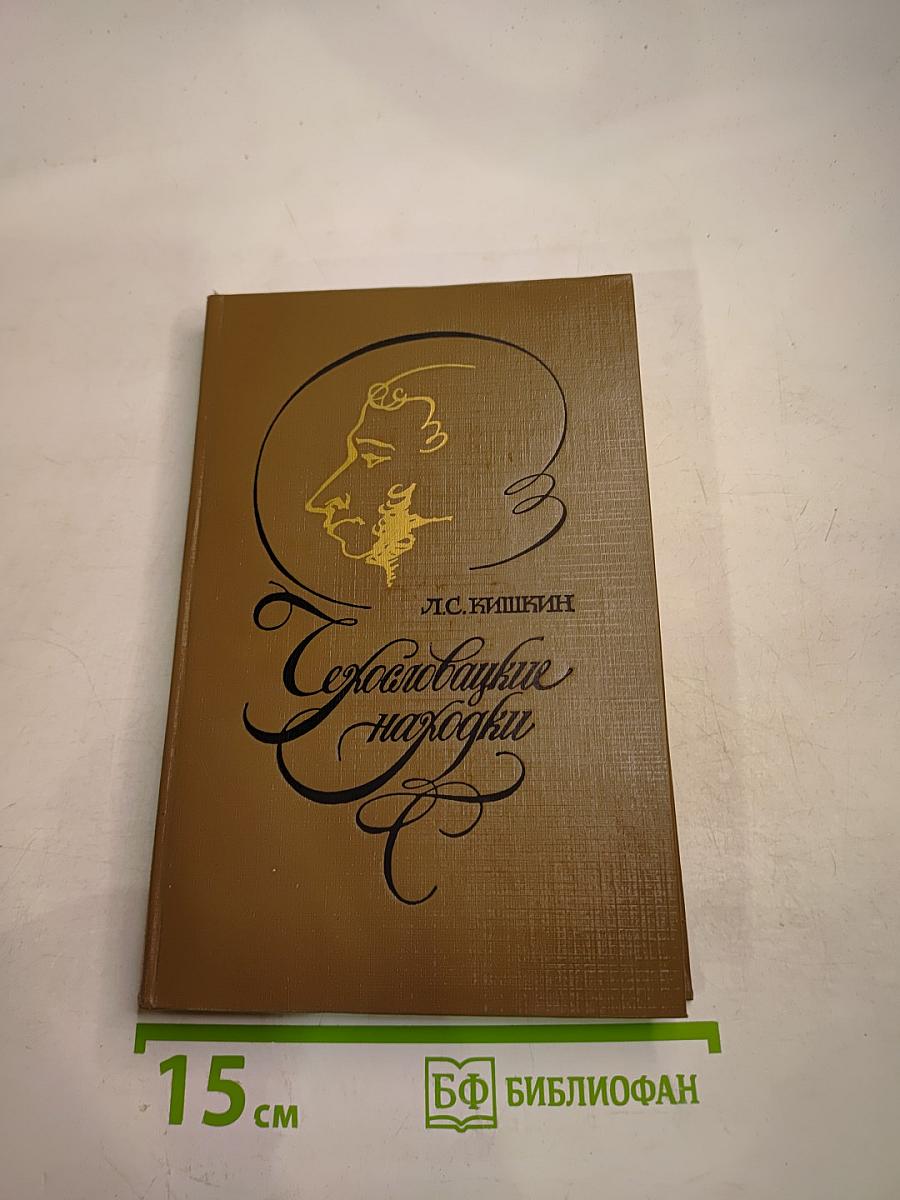 Л.С.КИШКИН
Чехословацкие
находки
15 см
БФ БИБЛИОФАН